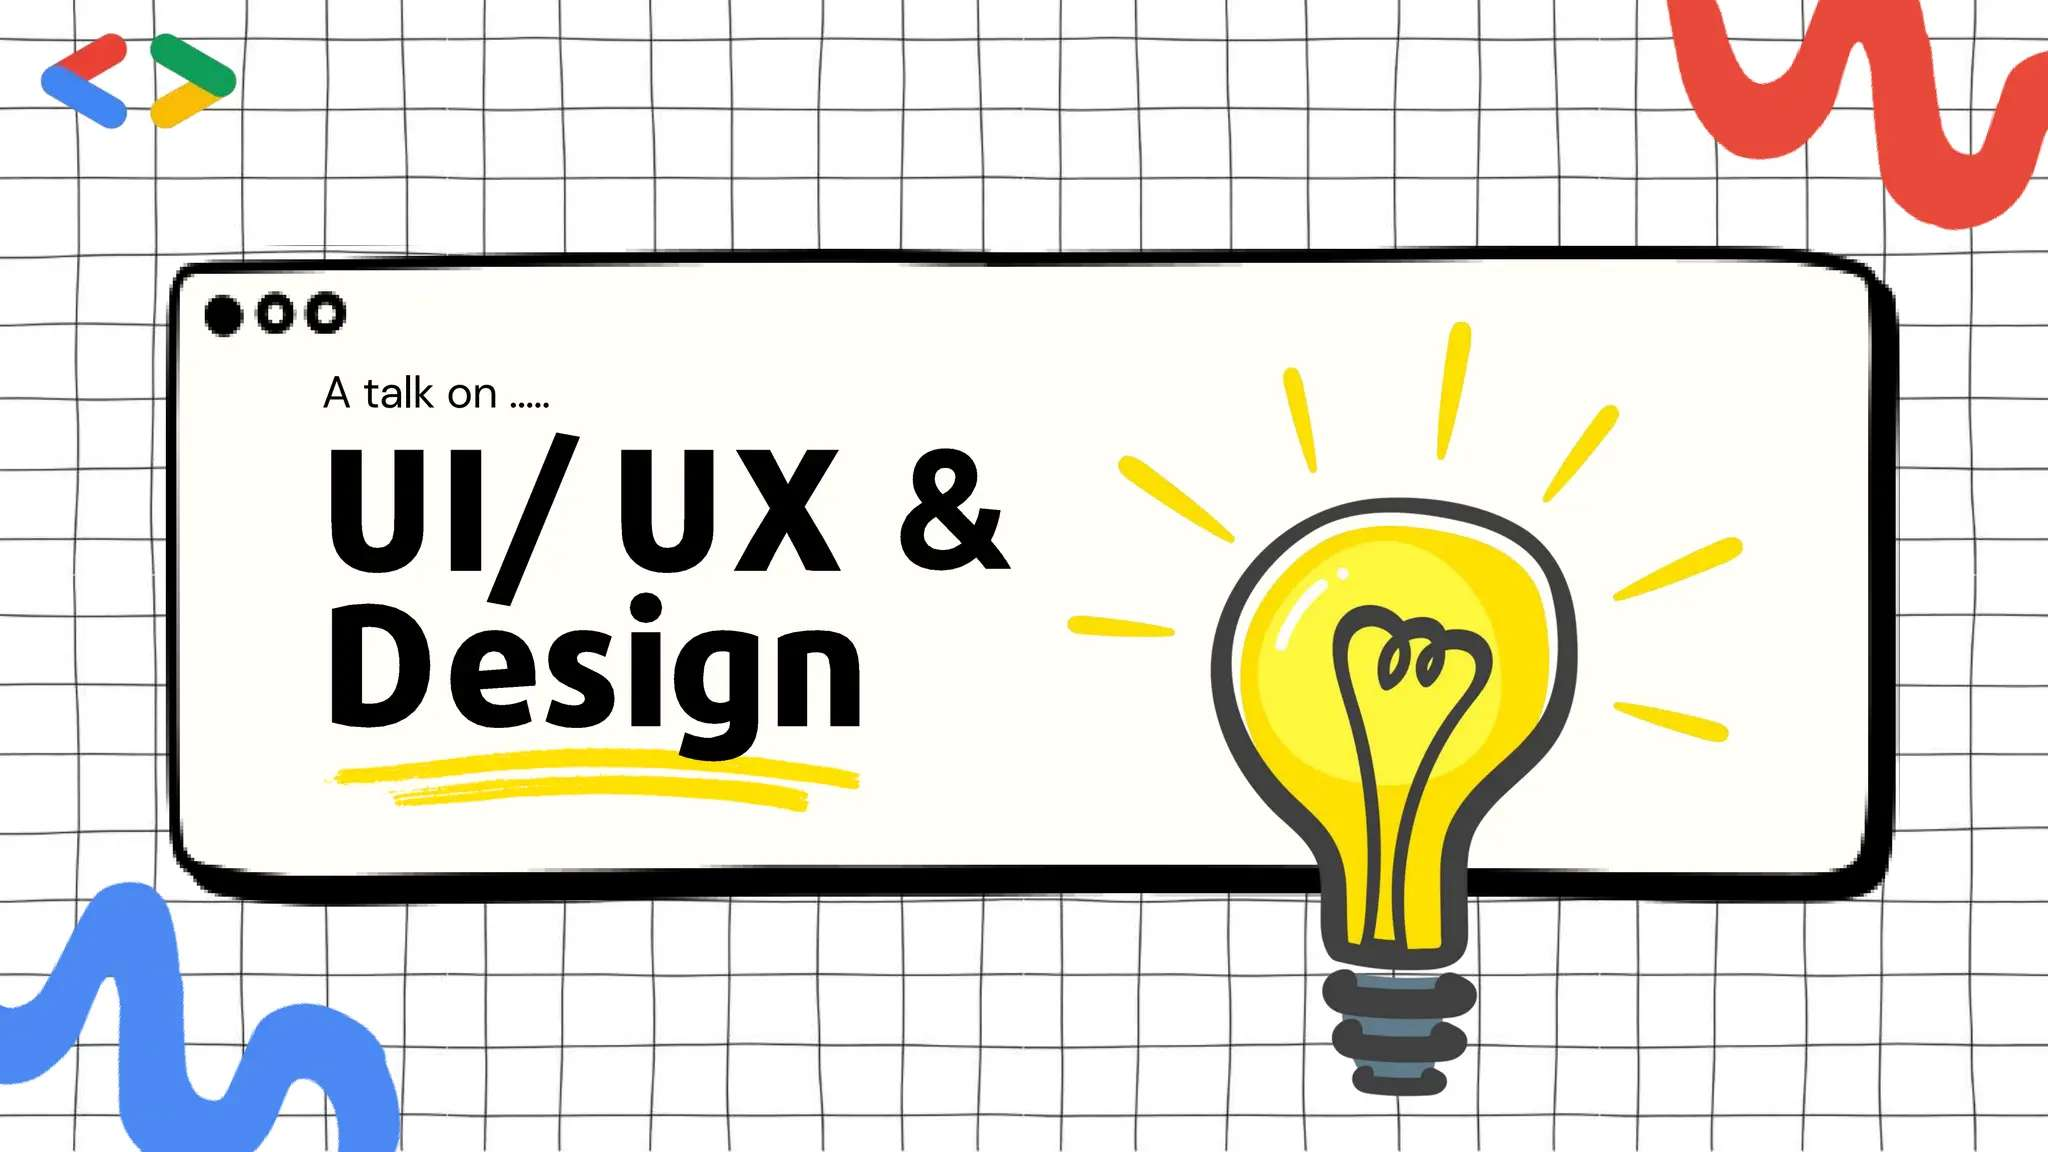 A talk on .....
UI/ UX &
Design